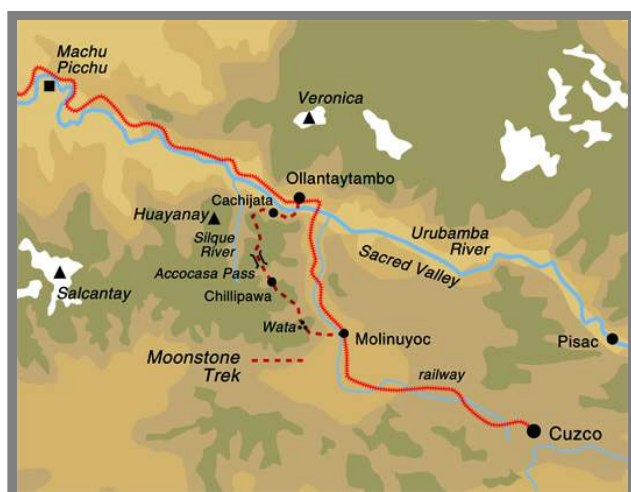 Machu
Picchu
Veronica
Ollantaytambo
Cachijata
Huayanay
Silque
River
Urubamba
River
Sacred Valley
Accocasa Pass
Salcantay
Chillipawa
Wata
Molinuyoc
Pisac
Moonstone
Trek
railway
Cuzco